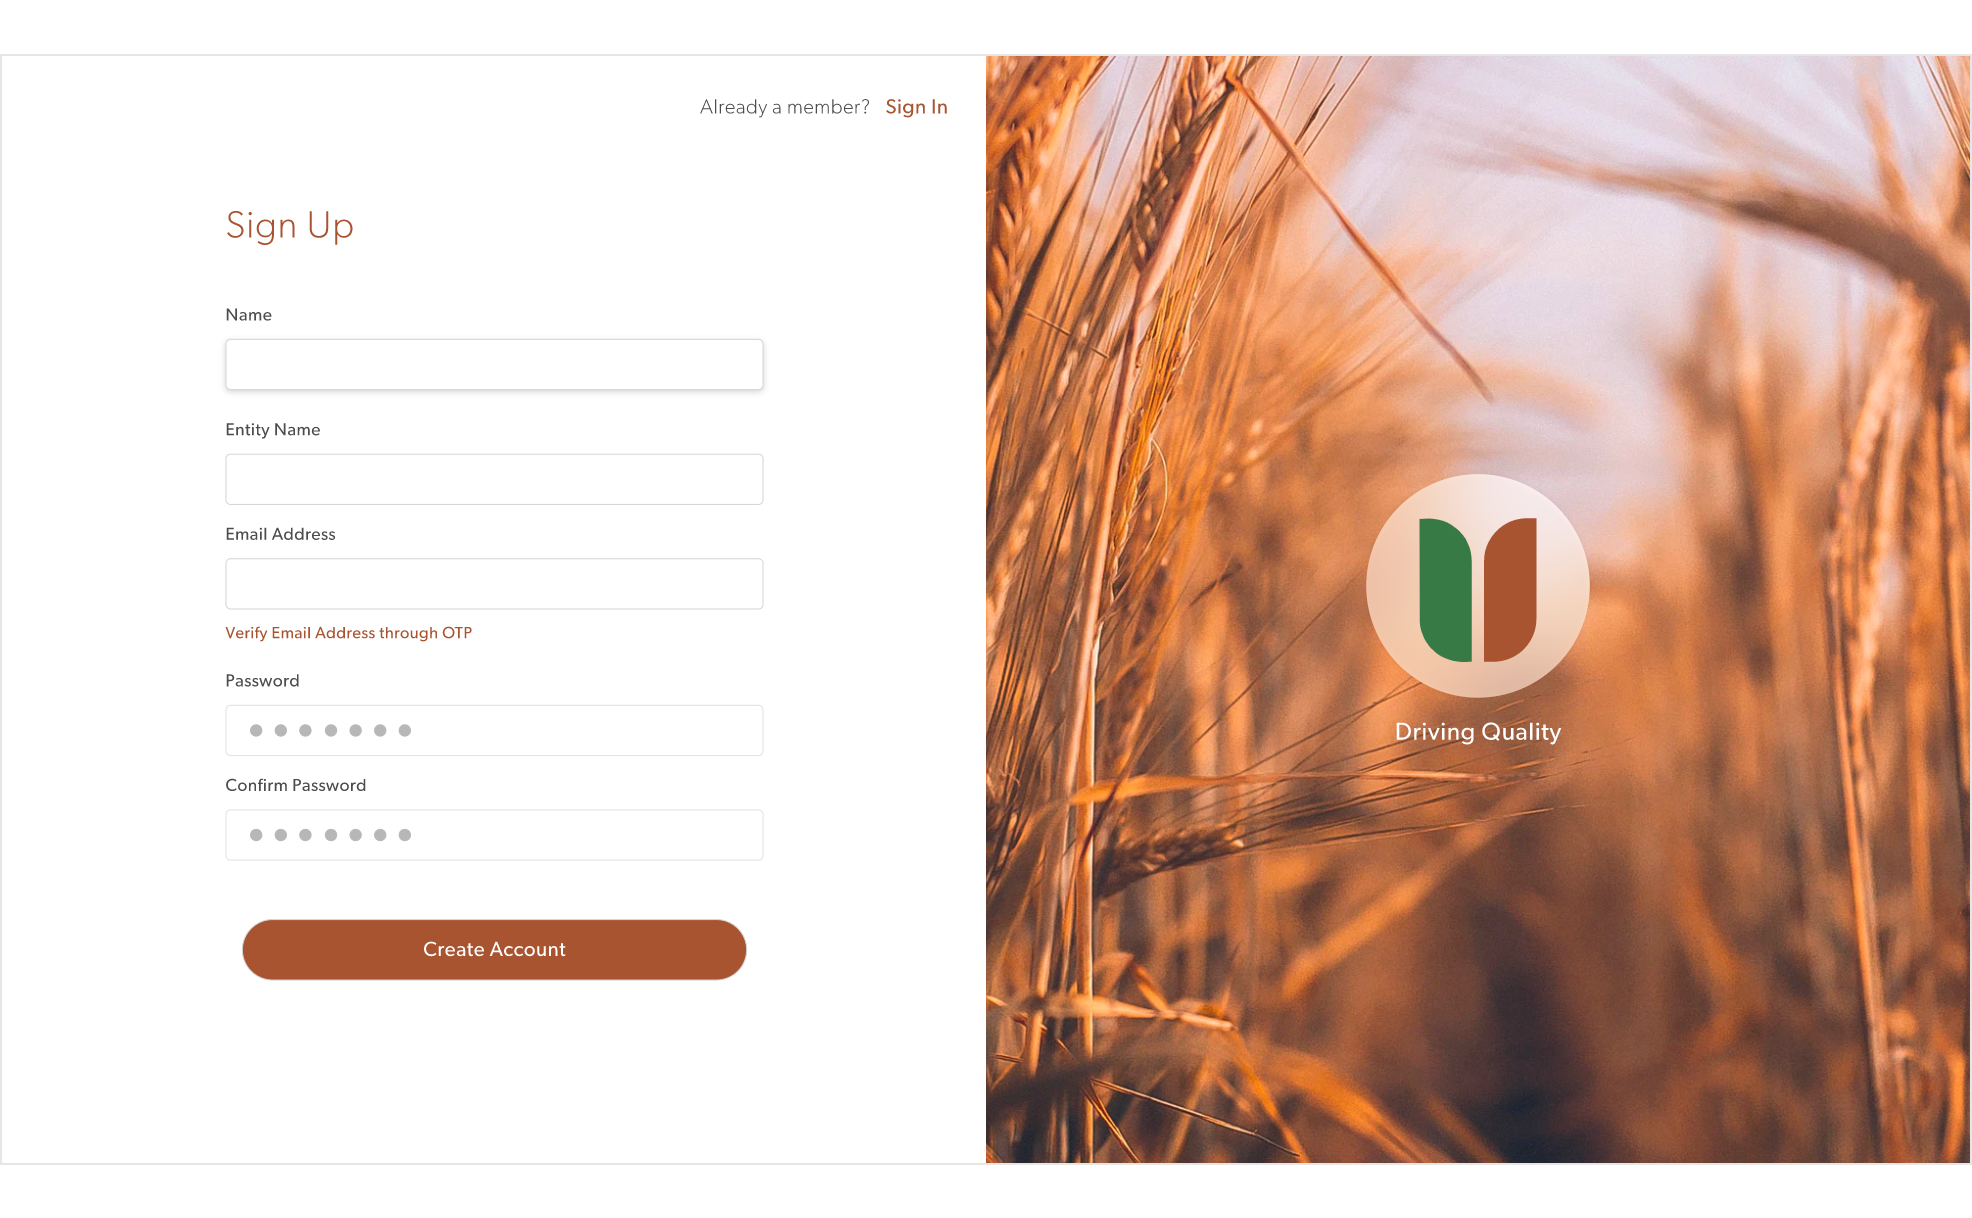 Already a member? Sign In
Sign Up
Name
Entity Name
Email Address
Verify Email Address through OTP
Password
Confirm Password
Create Account
Driving Quality